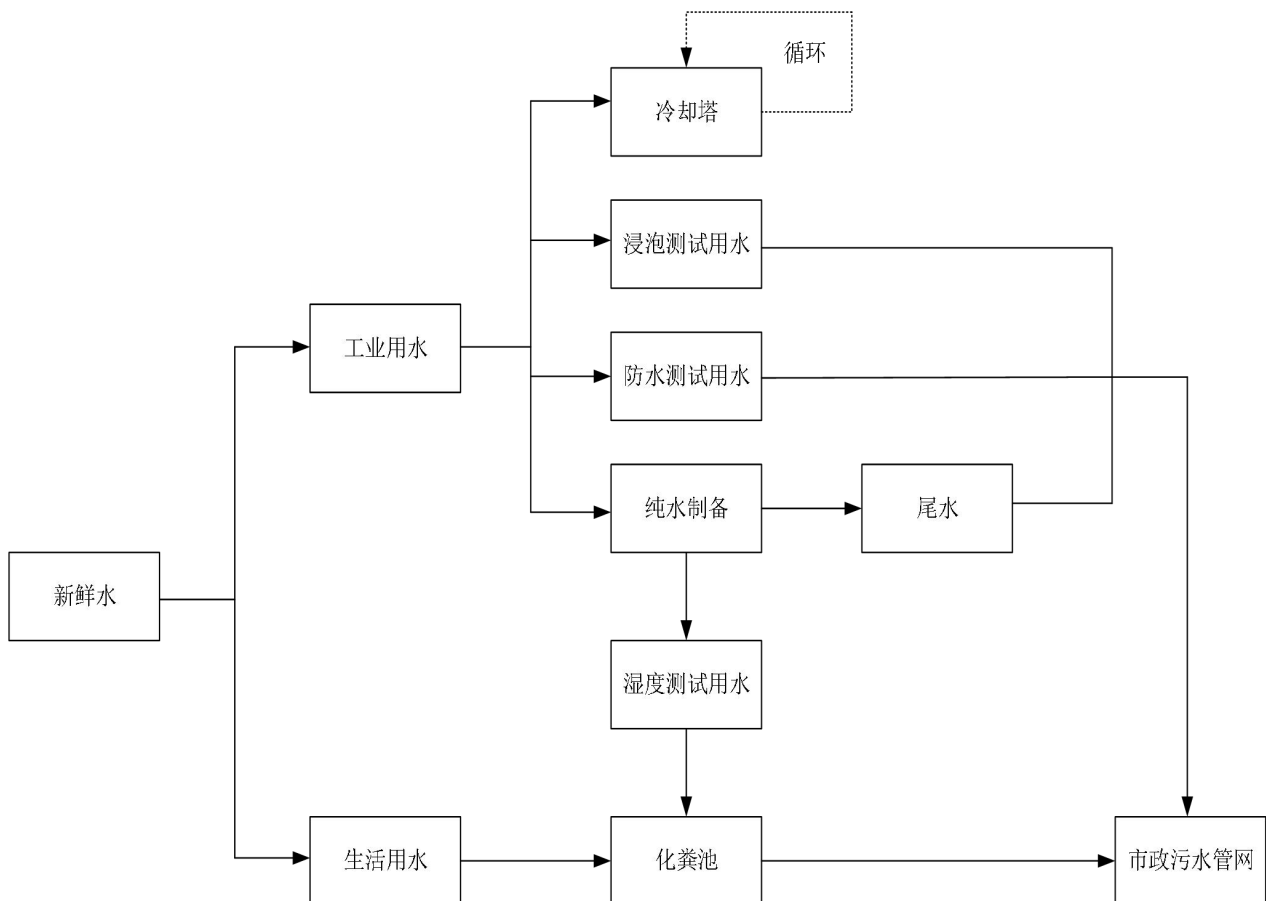 循环
冷却塔
浸泡测试用水
工业用水
防水测试用水
纯水制备
尾水
新鲜水
湿度测试用水
生活用水
化粪池
市政污水管网